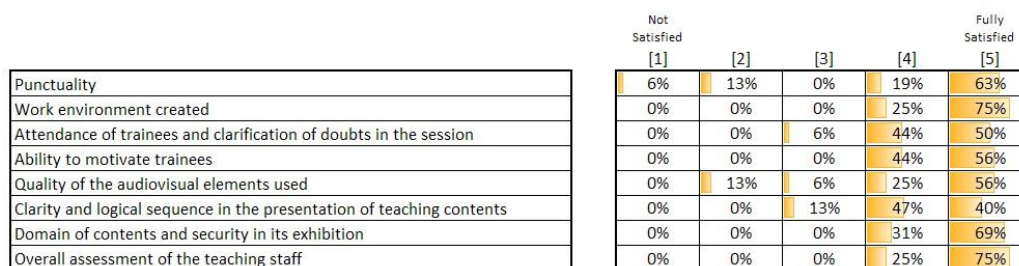 Not Fully
Satisfied Satisfied
[1] [2] [3] [4] [5]
Punctuality 6% 13% 0% 19% 63%
Work environment created 0% 0% 0% 25% 75%
Attendance of trainees and clarification of doubts in the session 0% 0% 6% 44% 50%
Ability to motivate trainees 0% 0% 0% 44% 56%
Quality of the audiovisual elements used 0% 13% 6% 25% 56%
Clarity and logical sequence in the presentation of teaching contents 0% 0% 13% 47% 40%
Domain of contents and security in its exhibition 0% 0% 0% 31% 69%
Overall assessment of the teaching staff 0% 0% 0% 25% 75%